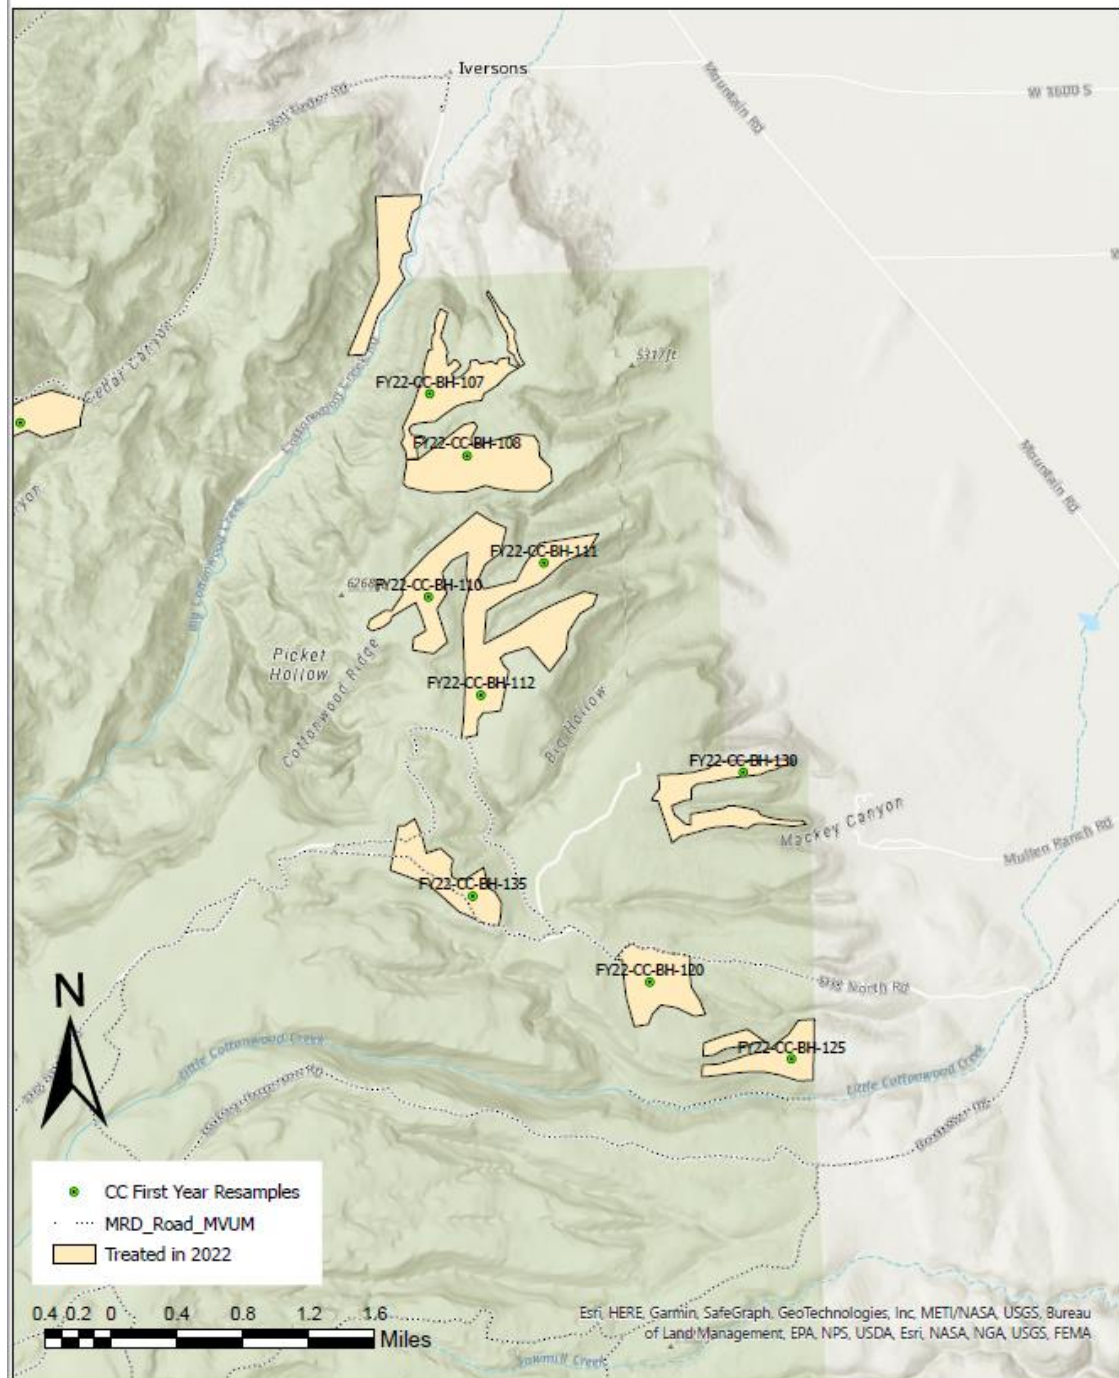 Iversons
Mountain Rd
W 1600 S
W
5317ft
Cedar Canyon
FY22-CC-BH-107
FY22-CC-BH-108
Mountain Rd
yon
Big Cottonwood Creek
FY22-CC-BH-111
6268
FY22-CC-BH-110
Picket
Hollow
Cottonwood Ridge
FY22-CC-BH-112
Big Hollow
FY22-CC-BH-130
Mackey Canyon
Mullen Ranch Rd
FY22-CC-BH-135
FY22-CC-BH-120
North Rd
N
Little Cottonwood Creek
FY22-CC-BH-125
Little Cottonwood Creek
CC First Year Resamples
MRD_Road_MVUM
Treated in 2022
0.4 0.2 0 0.4 0.8 1.2 1.6
Miles
Esri, HERE, Garmin, SafeGraph, GeoTechnologies, Inc, METI/NASA, USGS, Bureau
of Land Management, EPA, NPS, USDA, Esri, NASA, NGA, USGS, FEMA
Sawmill Creek